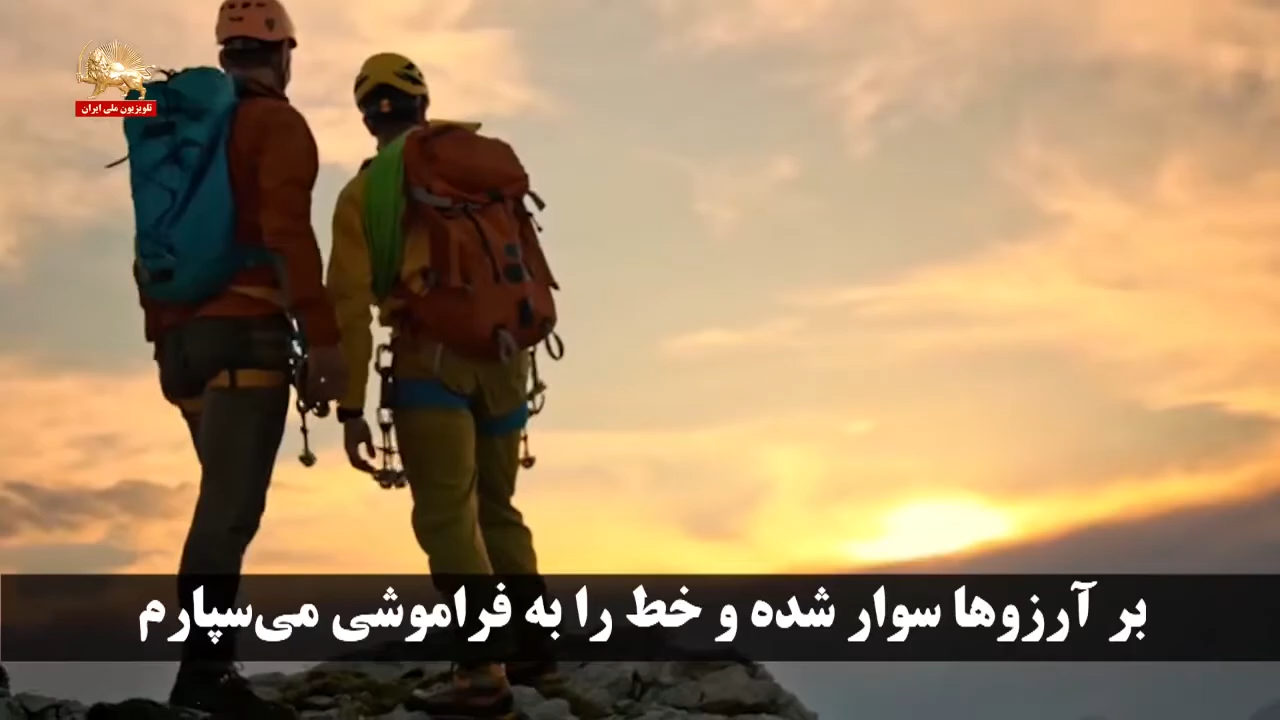 تلویزیون ملی ایران
بر آرزوها سوار شده و خط را به فراموشی می‌سپارم